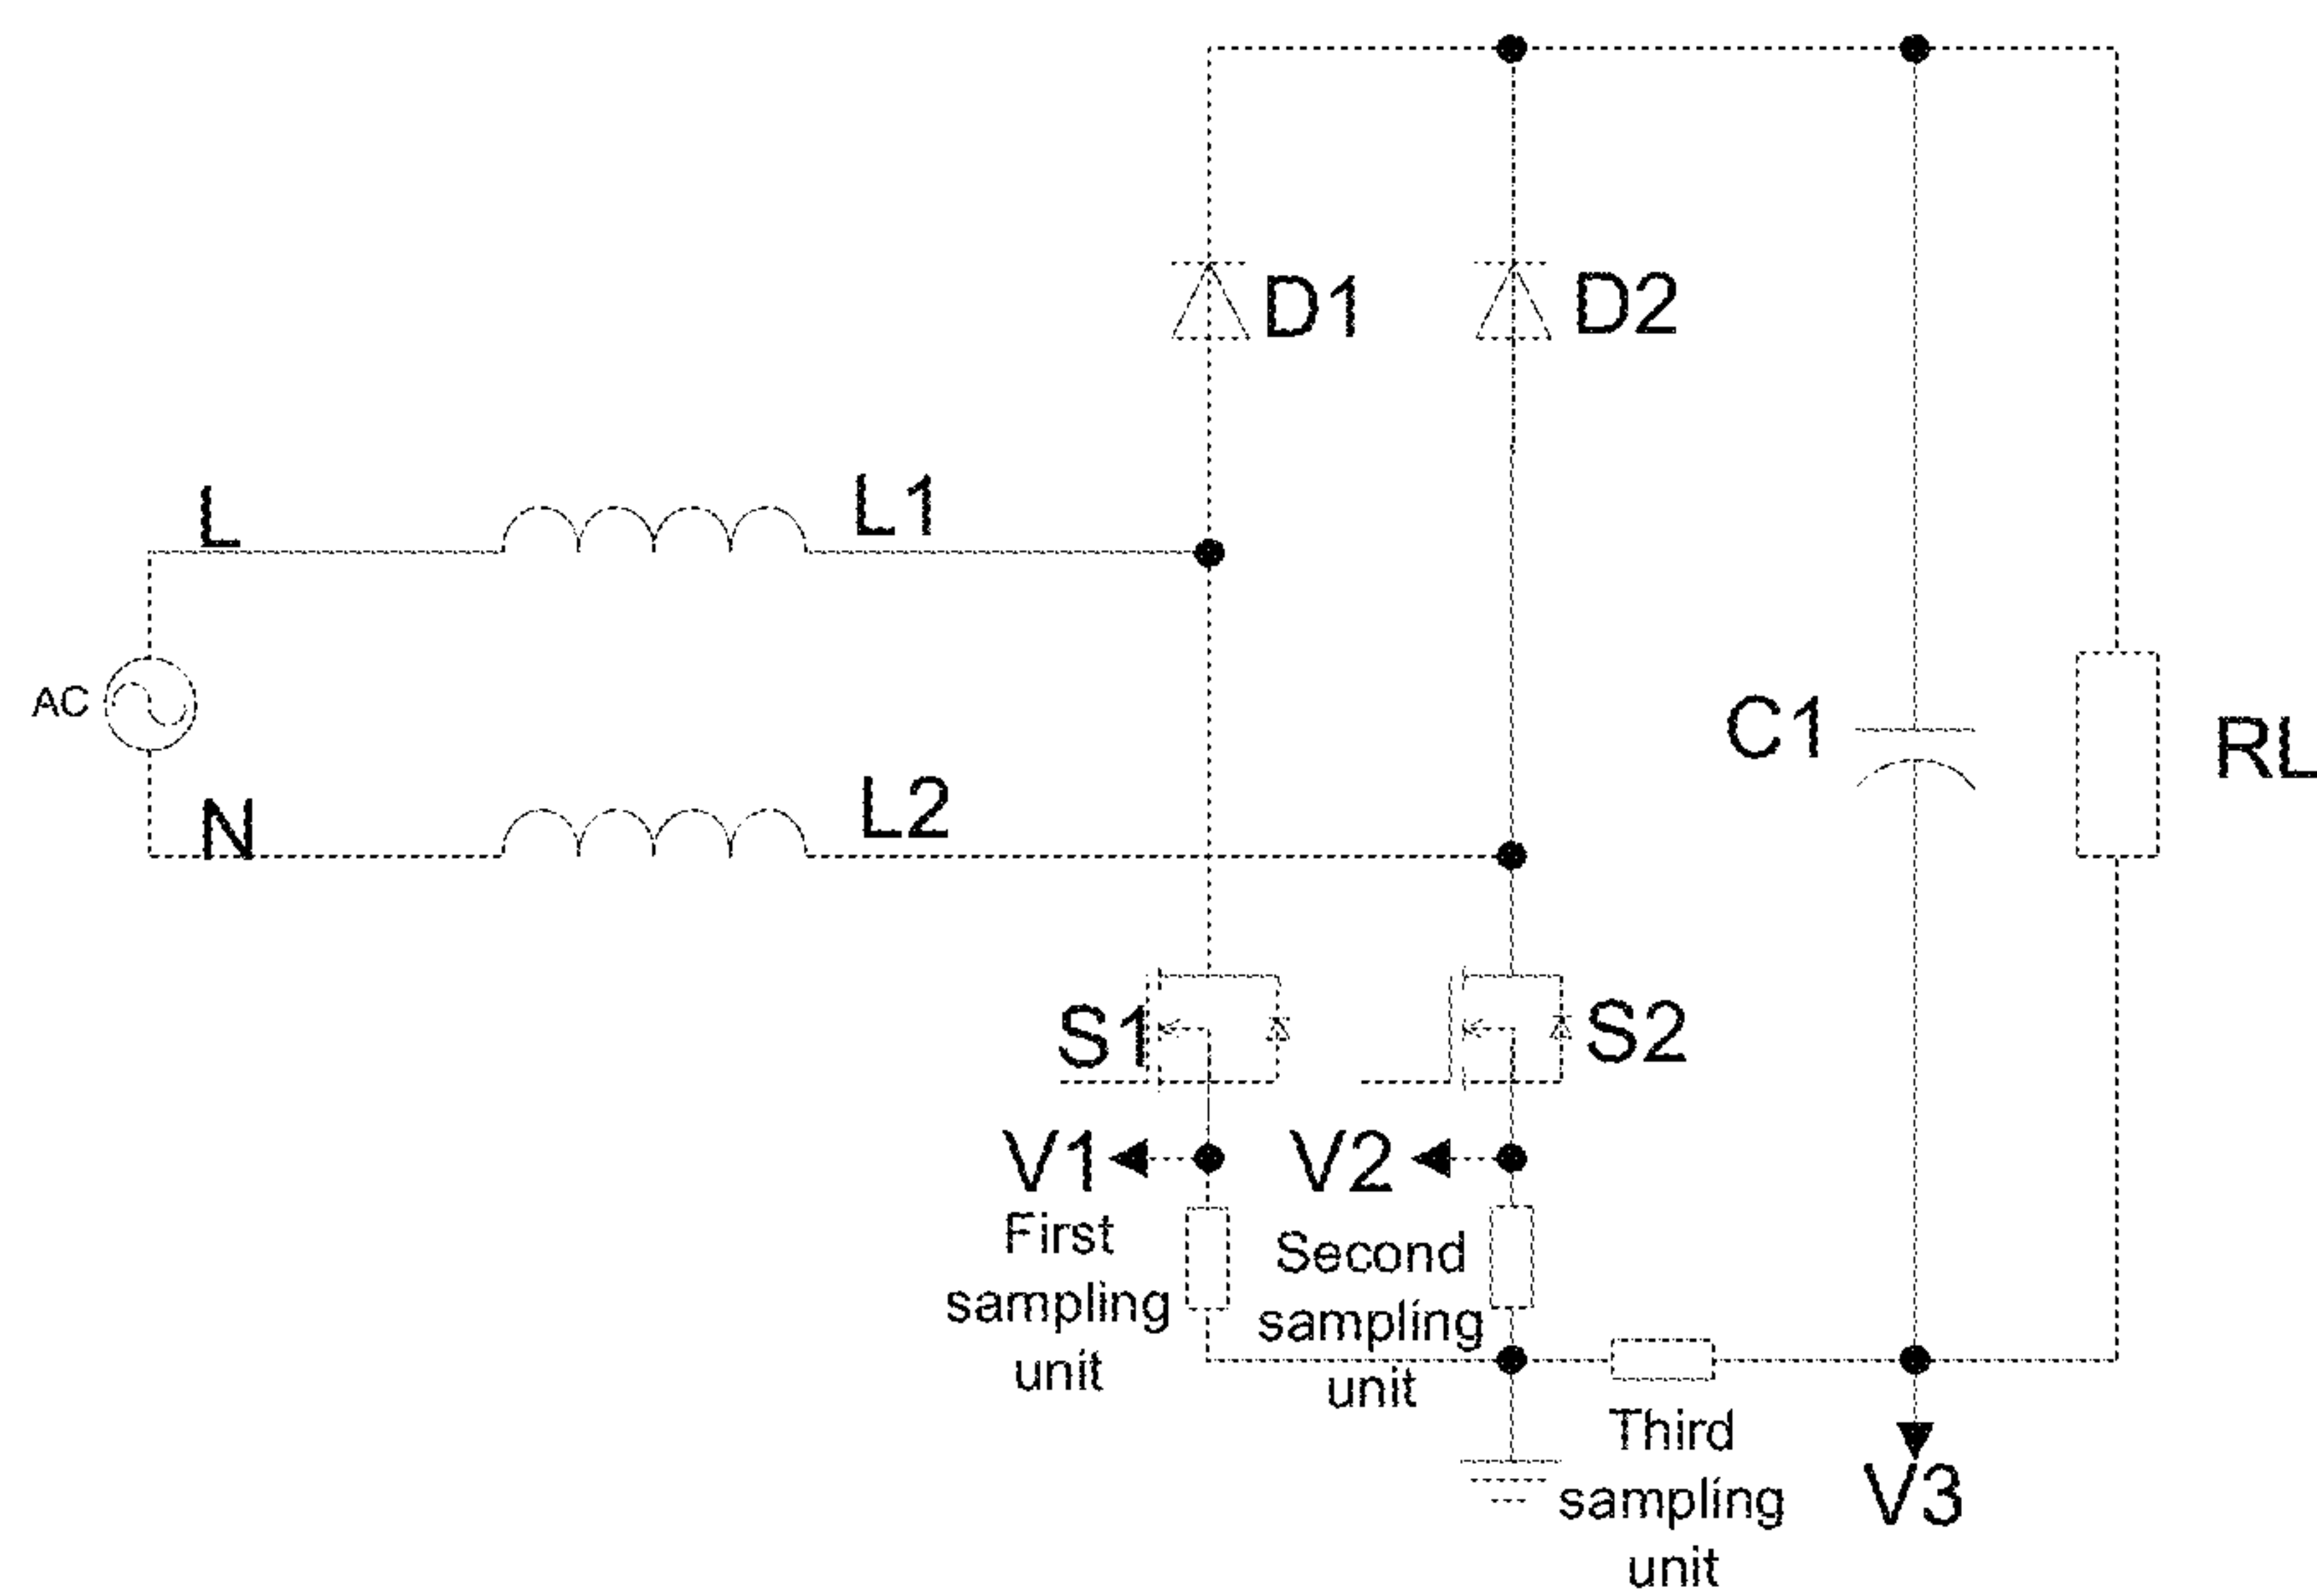 D1
D2
L
L1
AC
C1
RL
N
L2
S1
S2
V1
V2
First
sampling
unit
Second
sampling
unit
Third
sampling
unit
V3